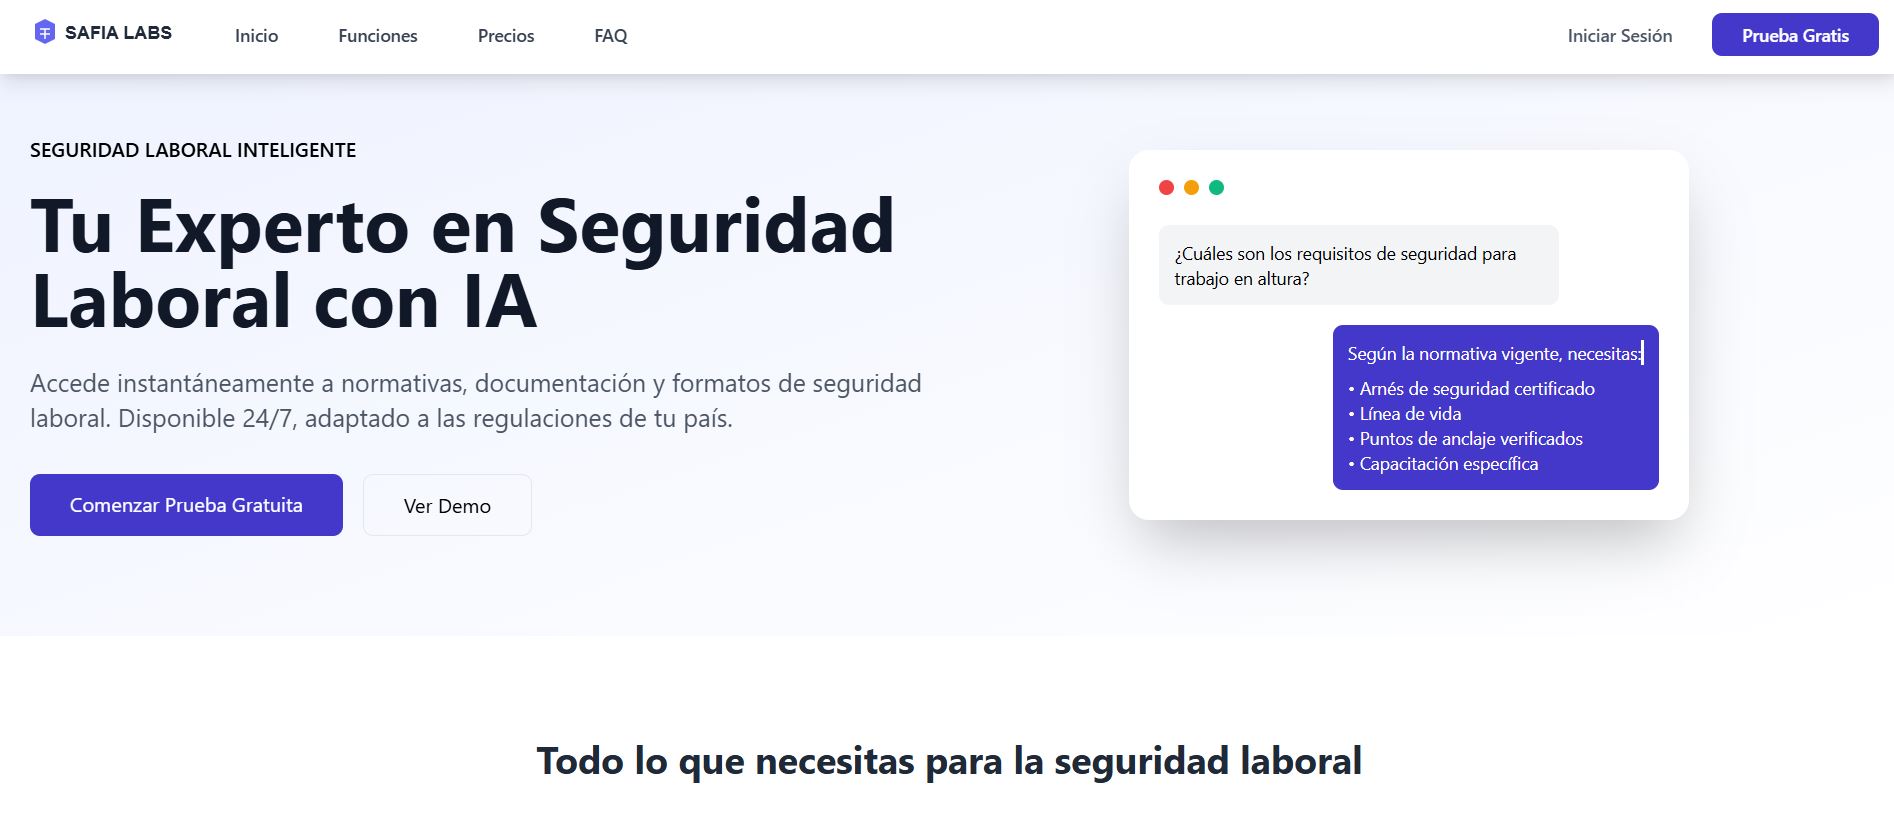 SAFIA LABS
Inicio
Funciones
Precios
FAQ
Iniciar Sesión
Prueba Gratis
SEGURIDAD LABORAL INTELIGENTE
Tu Experto en Seguridad
Laboral con IA
Accede instantáneamente a normativas, documentación y formatos de seguridad
laboral. Disponible 24/7, adaptado a las regulaciones de tu país.
Comenzar Prueba Gratuita
Ver Demo
¿Cuáles son los requisitos de seguridad para
trabajo en altura?
Según la normativa vigente, necesitas:
• Arnés de seguridad certificado
• Línea de vida
• Puntos de anclaje verificados
• Capacitación específica
Todo lo que necesitas para la seguridad laboral